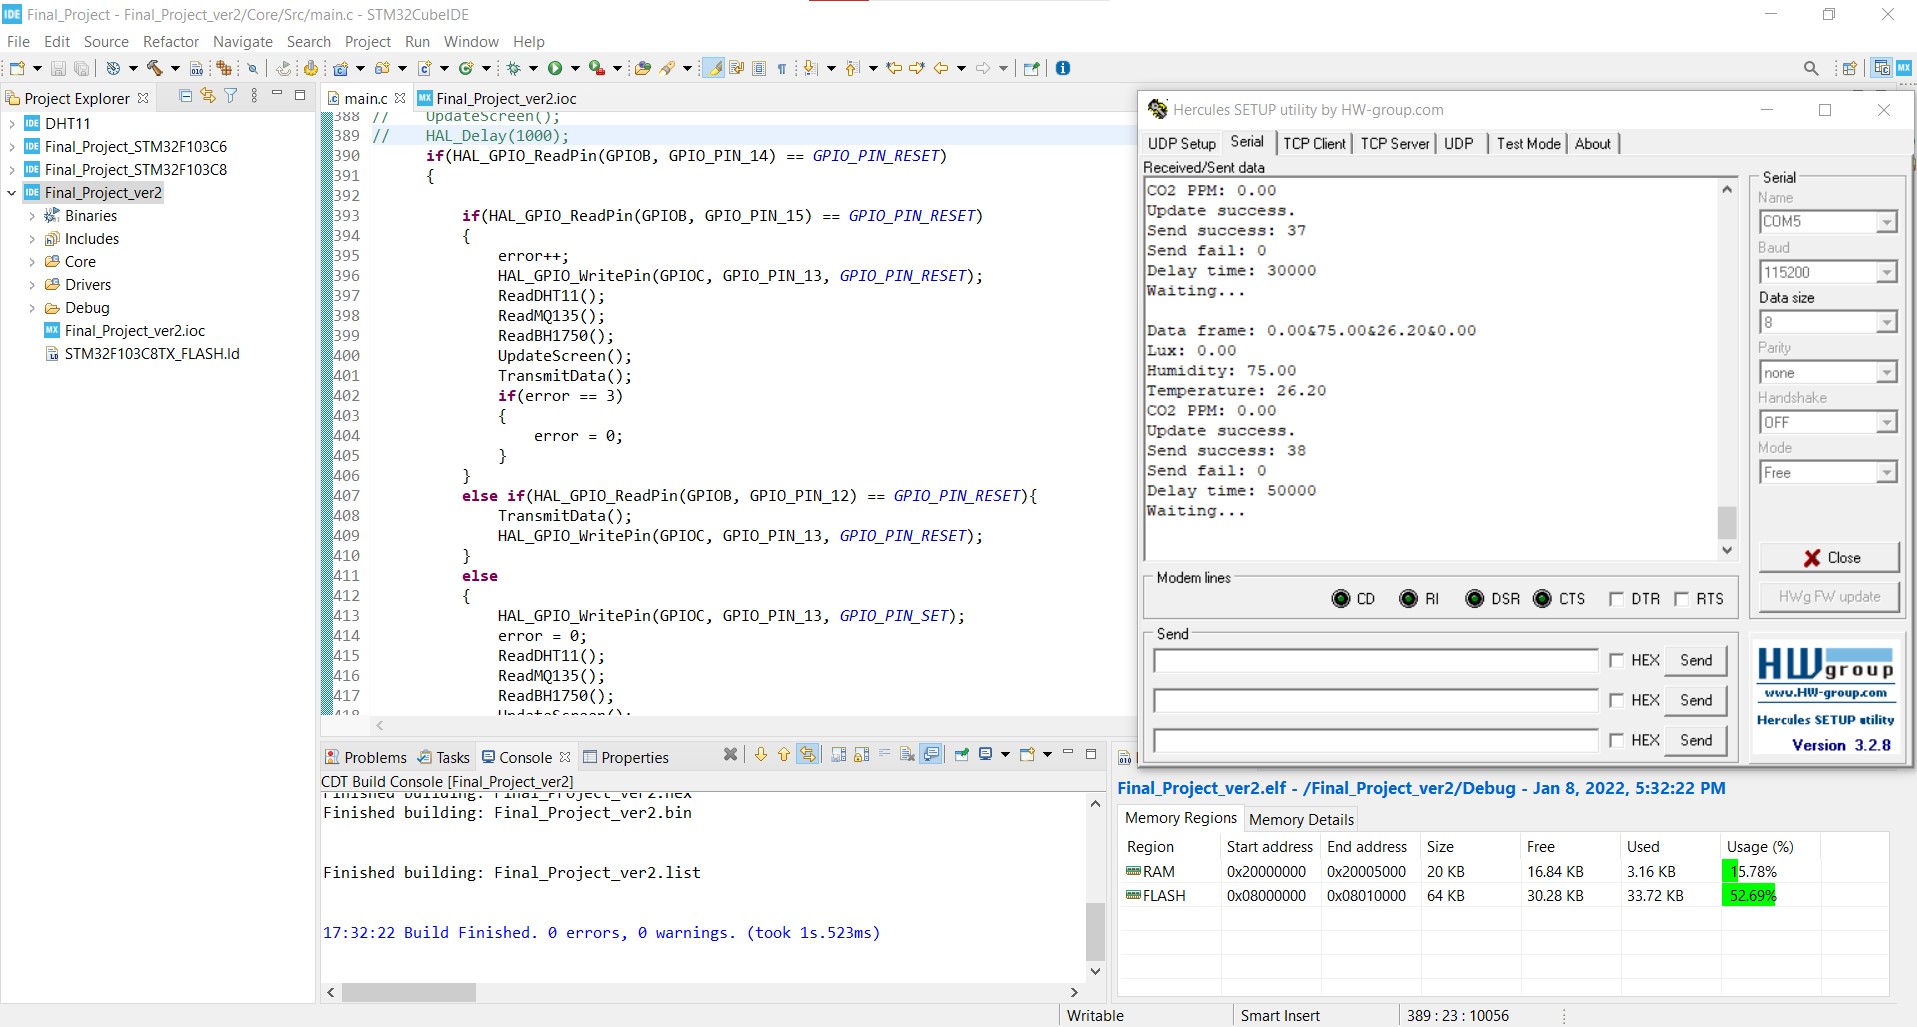 Final_Project - Final_Project_ver2/Core/Src/main.c - STM32CubeIDE
File Edit Source Refactor Navigate Search Project Run Window Help
Project Explorer
DHT11
Final_Project_STM32F103C6
Final_Project_STM32F103C8
Final_Project_ver2
Binaries
Includes
Core
Drivers
Debug
Final_Project_ver2.ioc
STM32F103C8TX_FLASH.ld
main.c
Final_Project_ver2.ioc
388 // UpdateScreen();
389 // HAL_Delay(1000);
390 if(HAL_GPIO_ReadPin(GPIOB, GPIO_PIN_14) == GPIO_PIN_RESET)
391 {
392
393 if(HAL_GPIO_ReadPin(GPIOB, GPIO_PIN_15) == GPIO_PIN_RESET)
394 {
395 error++;
396 HAL_GPIO_WritePin(GPIOC, GPIO_PIN_13, GPIO_PIN_RESET);
397 ReadDHT11();
398 ReadMQ135();
399 ReadBH1750();
400 UpdateScreen();
401 TransmitData();
402 if(error == 3)
403 {
404 error = 0;
405 }
406 }
407 else if(HAL_GPIO_ReadPin(GPIOB, GPIO_PIN_12) == GPIO_PIN_RESET){
408 TransmitData();
409 HAL_GPIO_WritePin(GPIOC, GPIO_PIN_13, GPIO_PIN_RESET);
410 }
411 else
412 {
413 HAL_GPIO_WritePin(GPIOC, GPIO_PIN_13, GPIO_PIN_SET);
414 error = 0;
415 ReadDHT11();
416 ReadMQ135();
417 ReadBH1750();
418 UpdateScreen();
Hercules SETUP utility by HW-group.com
UDP Setup Serial TCP Client TCP Server UDP Test Mode About
Received/Sent data
CO2 PPM: 0.00
Update success.
Send success: 37
Send fail: 0
Delay time: 30000
Waiting...
Data frame: 0.00&75.00&26.20&0.00
Lux: 0.00
Humidity: 75.00
Temperature: 26.20
CO2 PPM: 0.00
Update success.
Send success: 38
Send fail: 0
Delay time: 50000
Waiting...
Serial
Name
COM5
Baud
115200
Data size
8
Parity
none
Handshake
OFF
Mode
Free
Close
HWg FW update
Modem lines
CD RI DSR CTS DTR RTS
Send
HEX Send
HEX Send
HEX Send
HW group
www.HW-group.com
Hercules SETUP utility
Version 3.2.8
Problems Tasks Console Properties
CDT Build Console [Final_Project_ver2]
Finished building: Final_Project_ver2.hex
Finished building: Final_Project_ver2.bin
Finished building: Final_Project_ver2.list
17:32:22 Build Finished. 0 errors, 0 warnings. (took 1s.523ms)
Final_Project_ver2.elf - /Final_Project_ver2/Debug - Jan 8, 2022, 5:32:22 PM
Memory Regions Memory Details
Region Start address End address Size Free Used Usage (%)
RAM 0x20000000 0x20005000 20 KB 16.84 KB 3.16 KB 15.78%
FLASH 0x08000000 0x08010000 64 KB 30.28 KB 33.72 KB 52.69%
Writable Smart Insert 389 : 23 : 10056